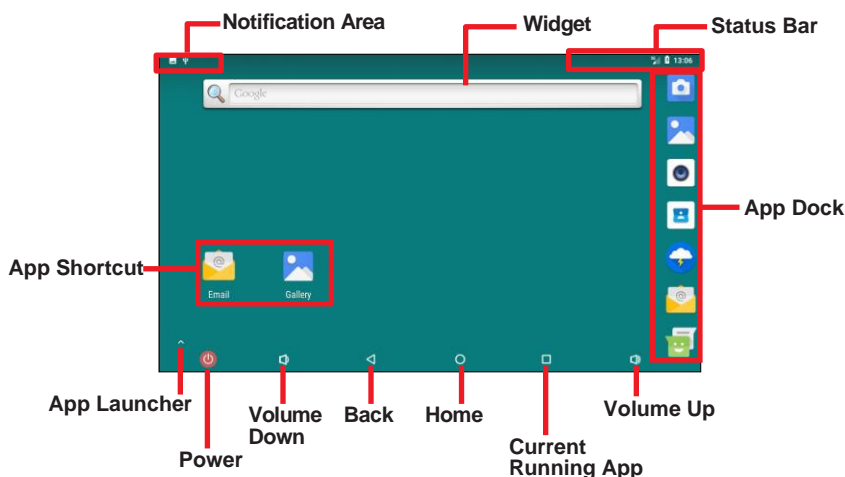 Notification Area
Widget
Status Bar
13:06
Google
App Dock
App Shortcut
@
@
Email
Gallery
App Launcher
Volume
Down
Back
Home
Volume Up
Power
Current
Running App